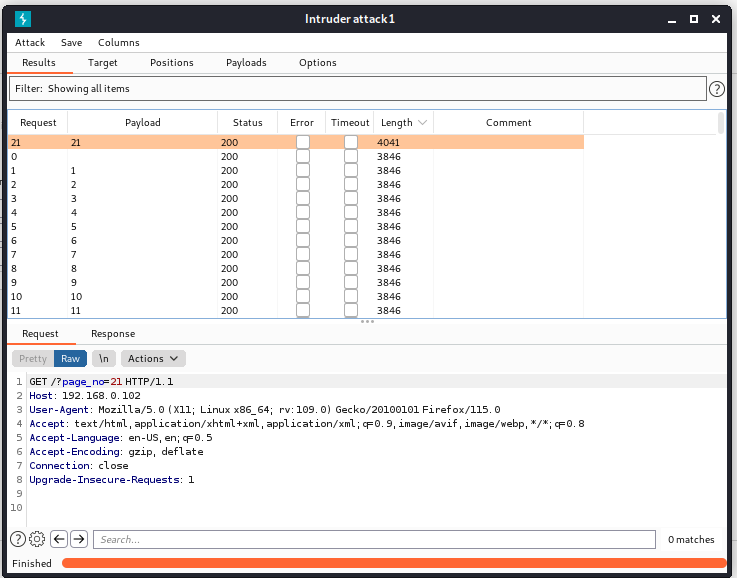 Intruder attack1
Attack Save Columns
Results Target Positions Payloads Options
Filter: Showing all items ?
Request Payload Status Error Timeout Length Comment
21 21 200 4041
0 200 3846
1 1 200 3846
2 2 200 3846
3 3 200 3846
4 4 200 3846
5 5 200 3846
6 6 200 3846
7 7 200 3846
8 8 200 3846
9 9 200 3846
10 10 200 3846
11 11 200 3846
Request Response
Pretty Raw \n Actions
1 GET /?page_no=21 HTTP/1.1
2 Host: 192.168.0.102
3 User-Agent: Mozilla/5.0 (X11; Linux x86_64; rv:109.0) Gecko/20100101 Firefox/115.0
4 Accept: text/html,application/xhtml+xml,application/xml;q=0.9,image/avif,image/webp,*/*;q=0.8
5 Accept-Language: en-US,en;q=0.5
6 Accept-Encoding: gzip, deflate
7 Connection: close
8 Upgrade-Insecure-Requests: 1
9
10
? Search... 0 matches
Finished